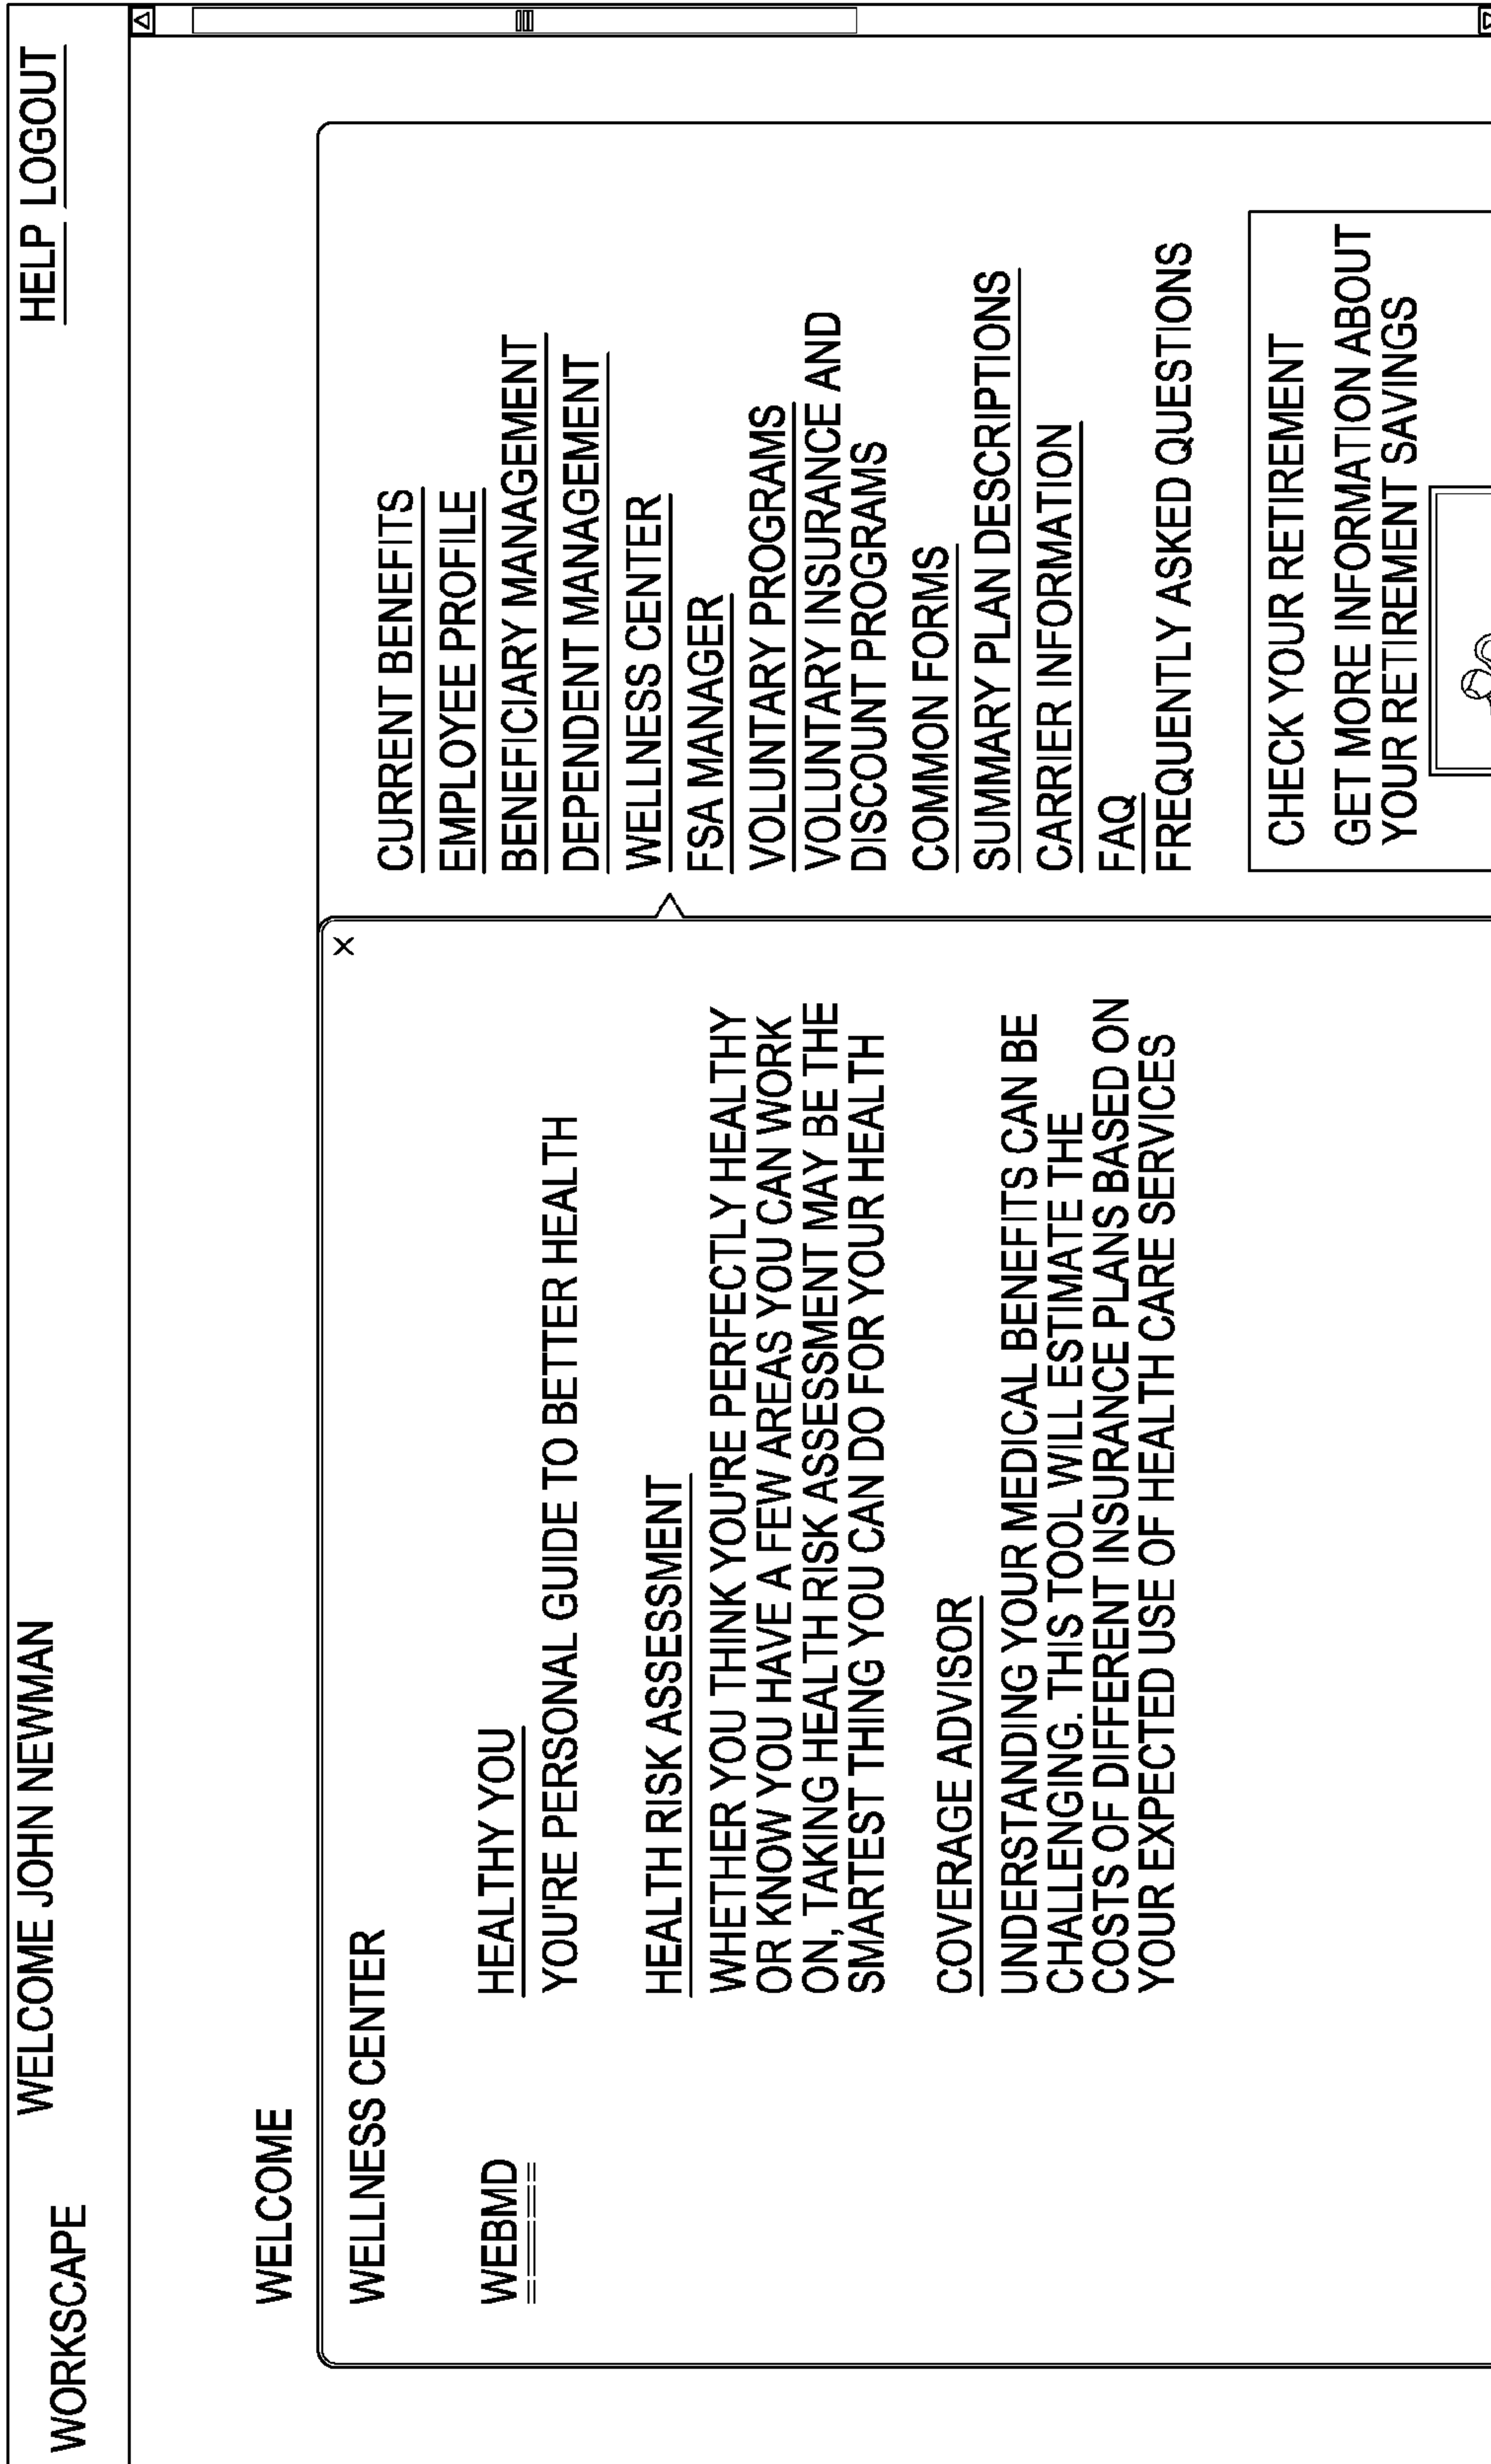 WORKSCAPE
WELCOME JOHN NEWMAN
HELP LOGOUT
WELCOME
WELLNESS CENTER
X
WEBMD
HEALTHY YOU
YOU'RE PERSONAL GUIDE TO BETTER HEALTH
HEALTH RISK ASSESSMENT
WHETHER YOU THINK YOU'RE PERFECTLY HEALTHY
OR KNOW YOU HAVE A FEW AREAS YOU CAN WORK
ON, TAKING HEALTH RISK ASSESSMENT MAY BE THE
SMARTEST THING YOU CAN DO FOR YOUR HEALTH
COVERAGE ADVISOR
UNDERSTANDING YOUR MEDICAL BENEFITS CAN BE
CHALLENGING. THIS TOOL WILL ESTIMATE THE
COSTS OF DIFFERENT INSURANCE PLANS BASED ON
YOUR EXPECTED USE OF HEALTH CARE SERVICES
CURRENT BENEFITS
EMPLOYEE PROFILE
BENEFICIARY MANAGEMENT
DEPENDENT MANAGEMENT
WELLNESS CENTER
FSA MANAGER
VOLUNTARY PROGRAMS
VOLUNTARY INSURANCE AND
DISCOUNT PROGRAMS
COMMON FORMS
SUMMARY PLAN DESCRIPTIONS
CARRIER INFORMATION
FAQ
FREQUENTLY ASKED QUESTIONS
CHECK YOUR RETIREMENT
GET MORE INFORMATION ABOUT
YOUR RETIREMENT SAVINGS